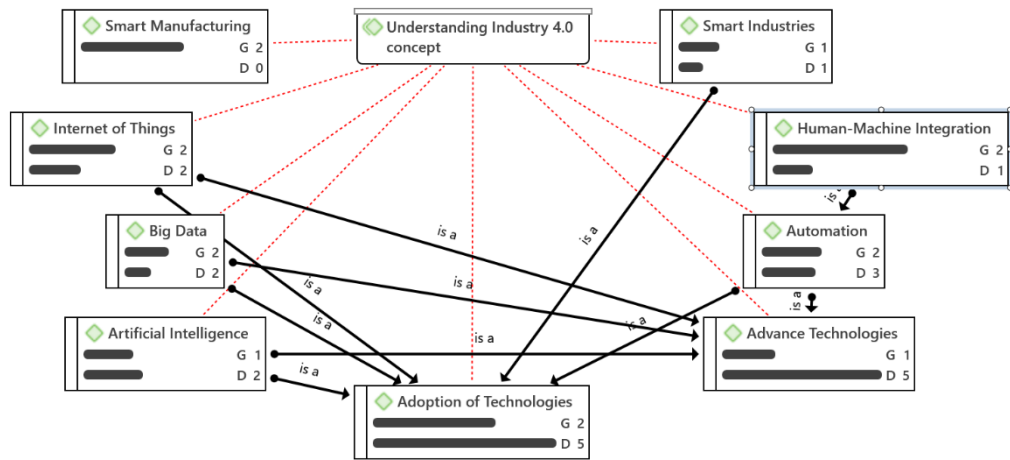 Smart Manufacturing
G 2
D 0
Understanding Industry 4.0
concept
Smart Industries
G 1
D 1
Internet of Things
G 2
D 2
Human-Machine Integration
G 2
D 1
is a
is a
Big Data
G 2
D 2
is a
Automation
G 2
D 3
is a
is a
is a
is a
is a
Artificial Intelligence
G 1
D 2
is a
Advance Technologies
G 1
D 5
is a
Adoption of Technologies
G 2
D 5